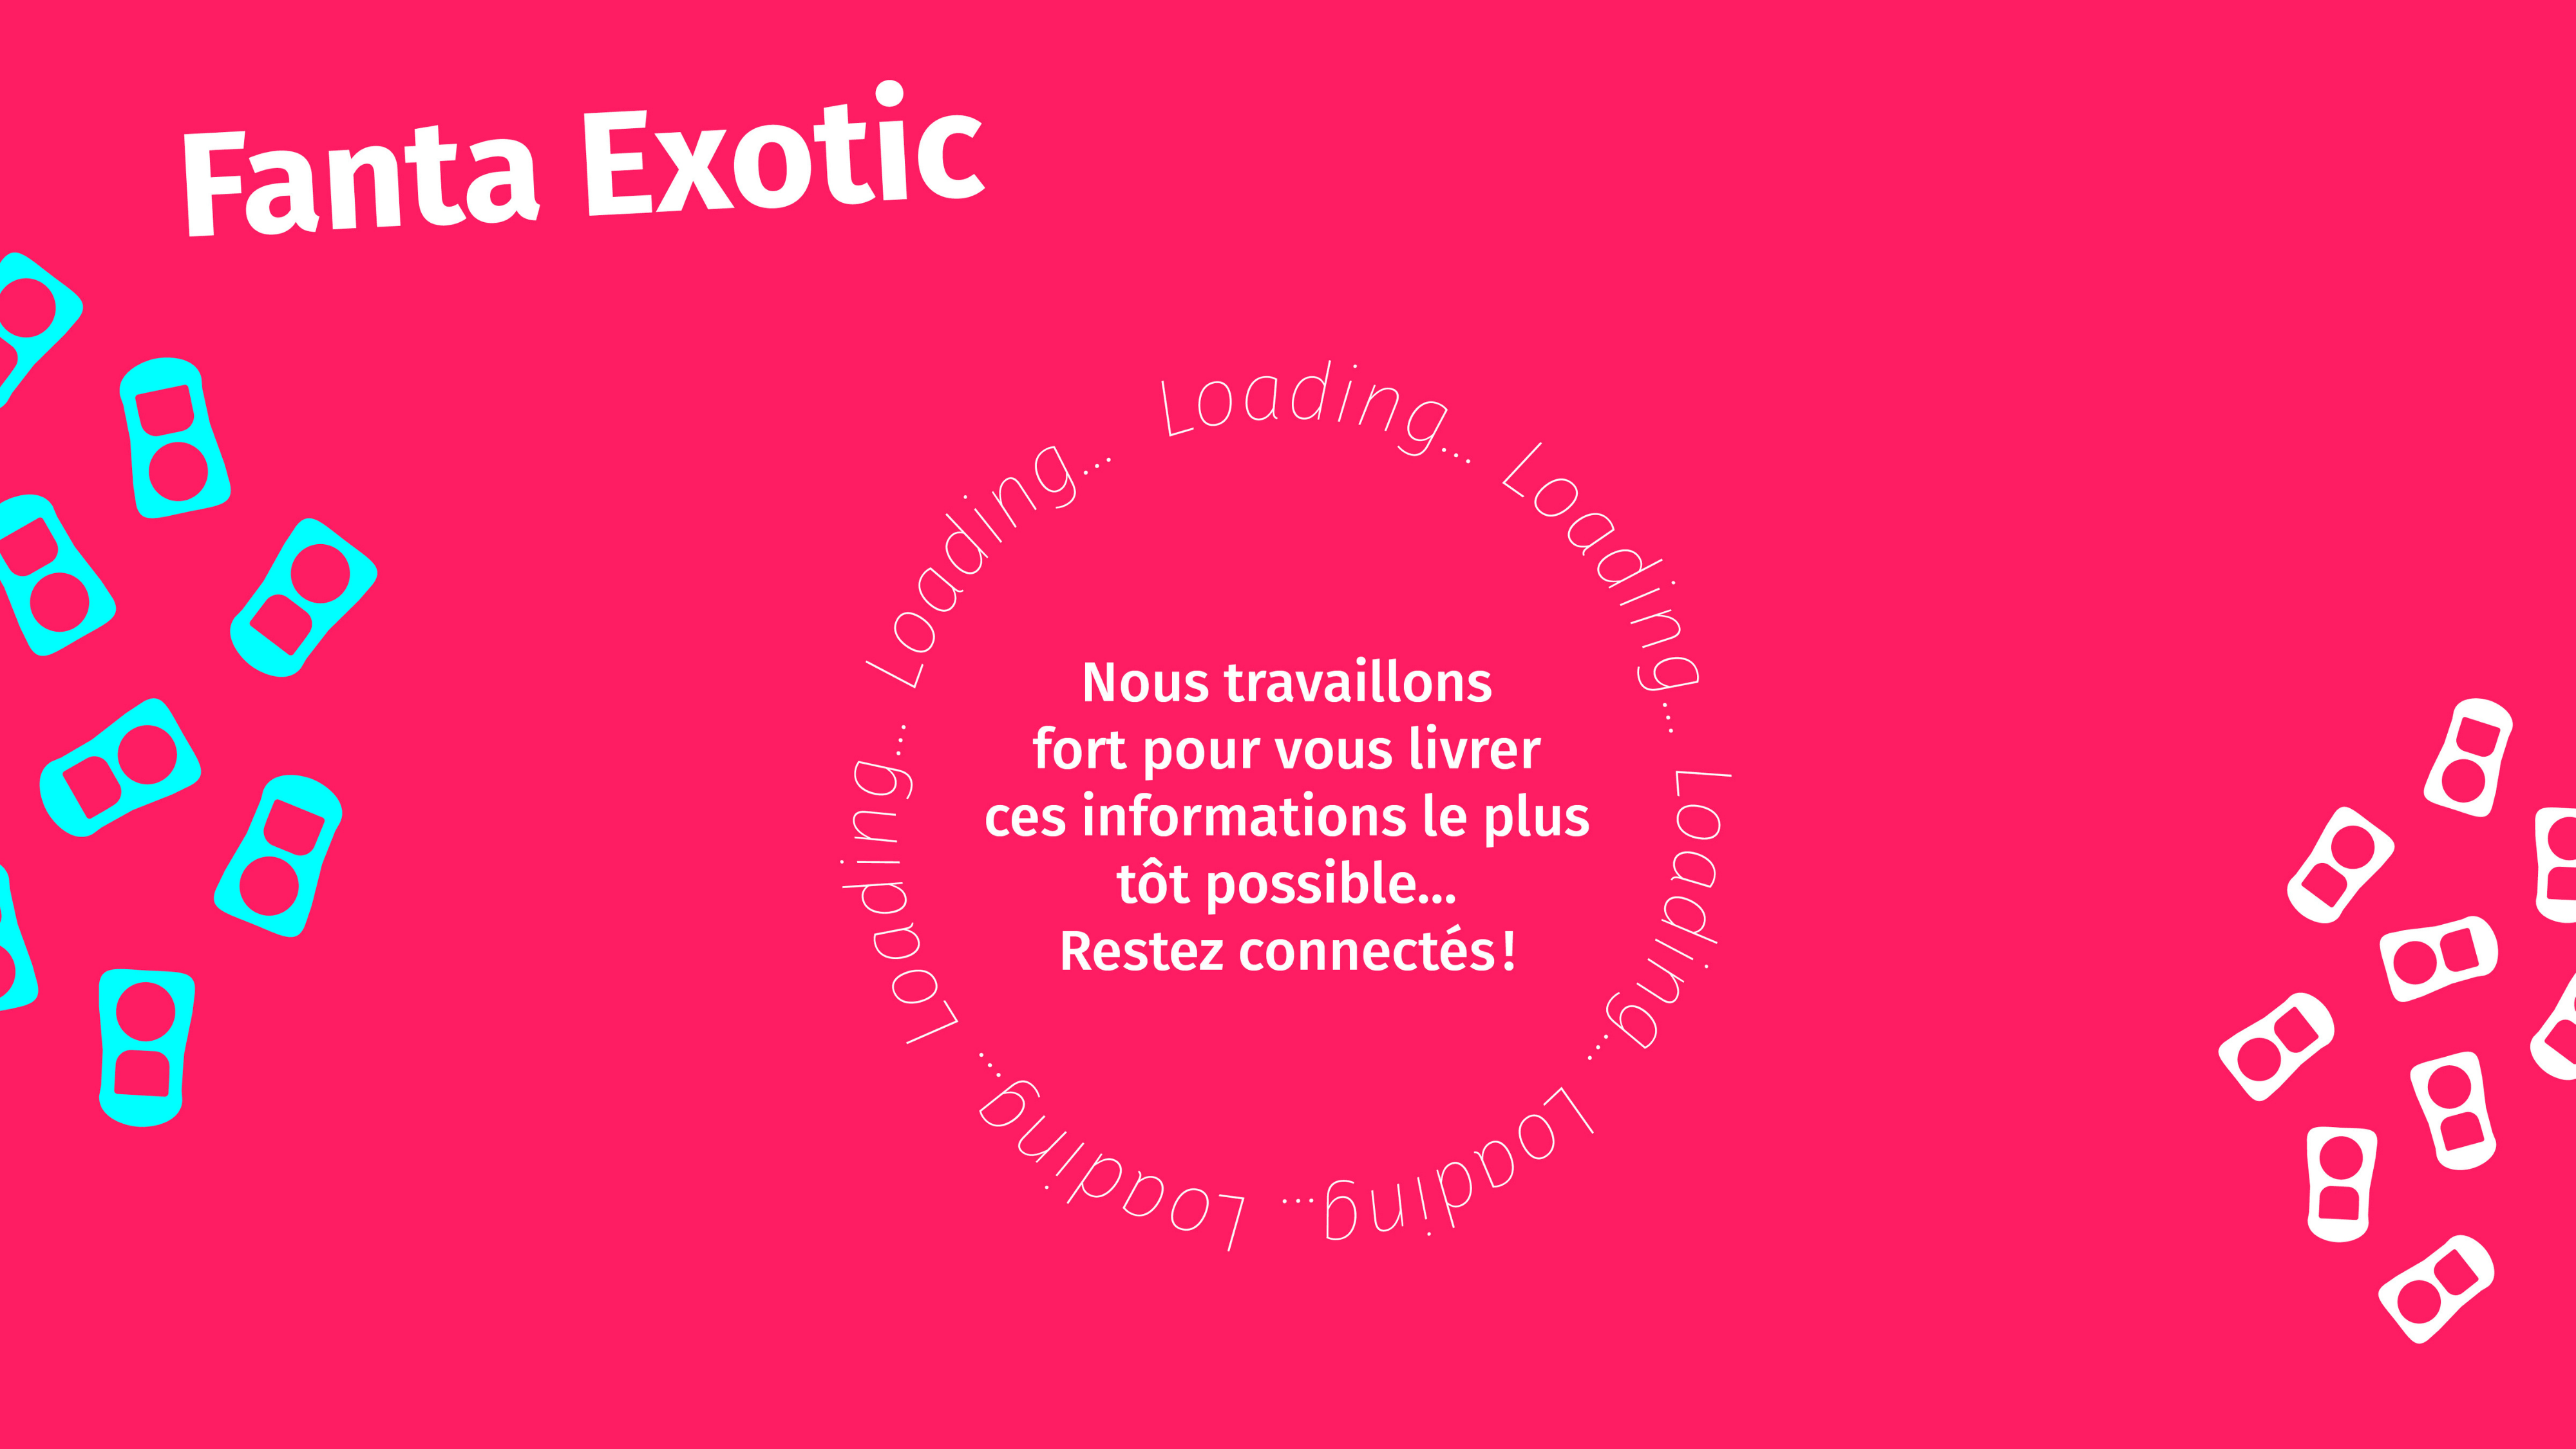 Fanta Exotic
Loading... Loading... Loading... Loading... Loading... Loading... Loading...
Nous travaillons
fort pour vous livrer
ces informations le plus
tôt possible...
Restez connectés !